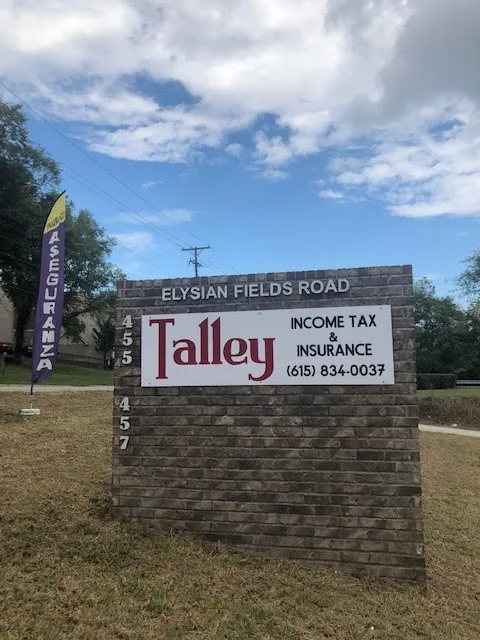 ELYSIAN FIELDS ROAD
455
457
Talley
INCOME TAX
&
INSURANCE
(615) 834-0037
ASEGURANZA